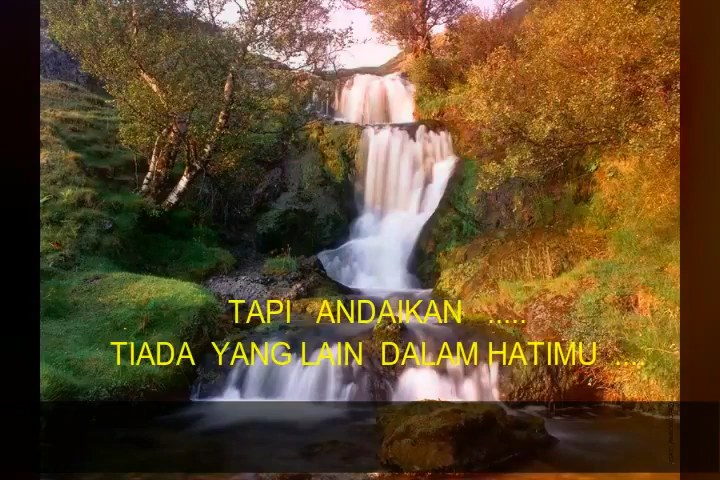 TAPI ANDAIKAN .....
TIADA YANG LAIN DALAM HATIMU ....